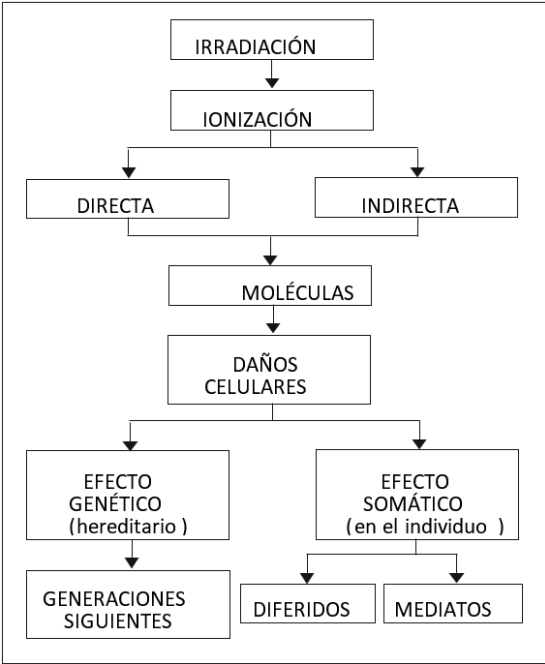 IRRADIACIÓN
IONIZACIÓN
DIRECTA
INDIRECTA
MOLÉCULAS
DAÑOS
CELULARES
EFECTO
GENÉTICO
(hereditario )
EFECTO
SOMÁTICO
(en el individuo )
GENERACIONES
SIGUIENTES
DIFERIDOS
MEDIATOS